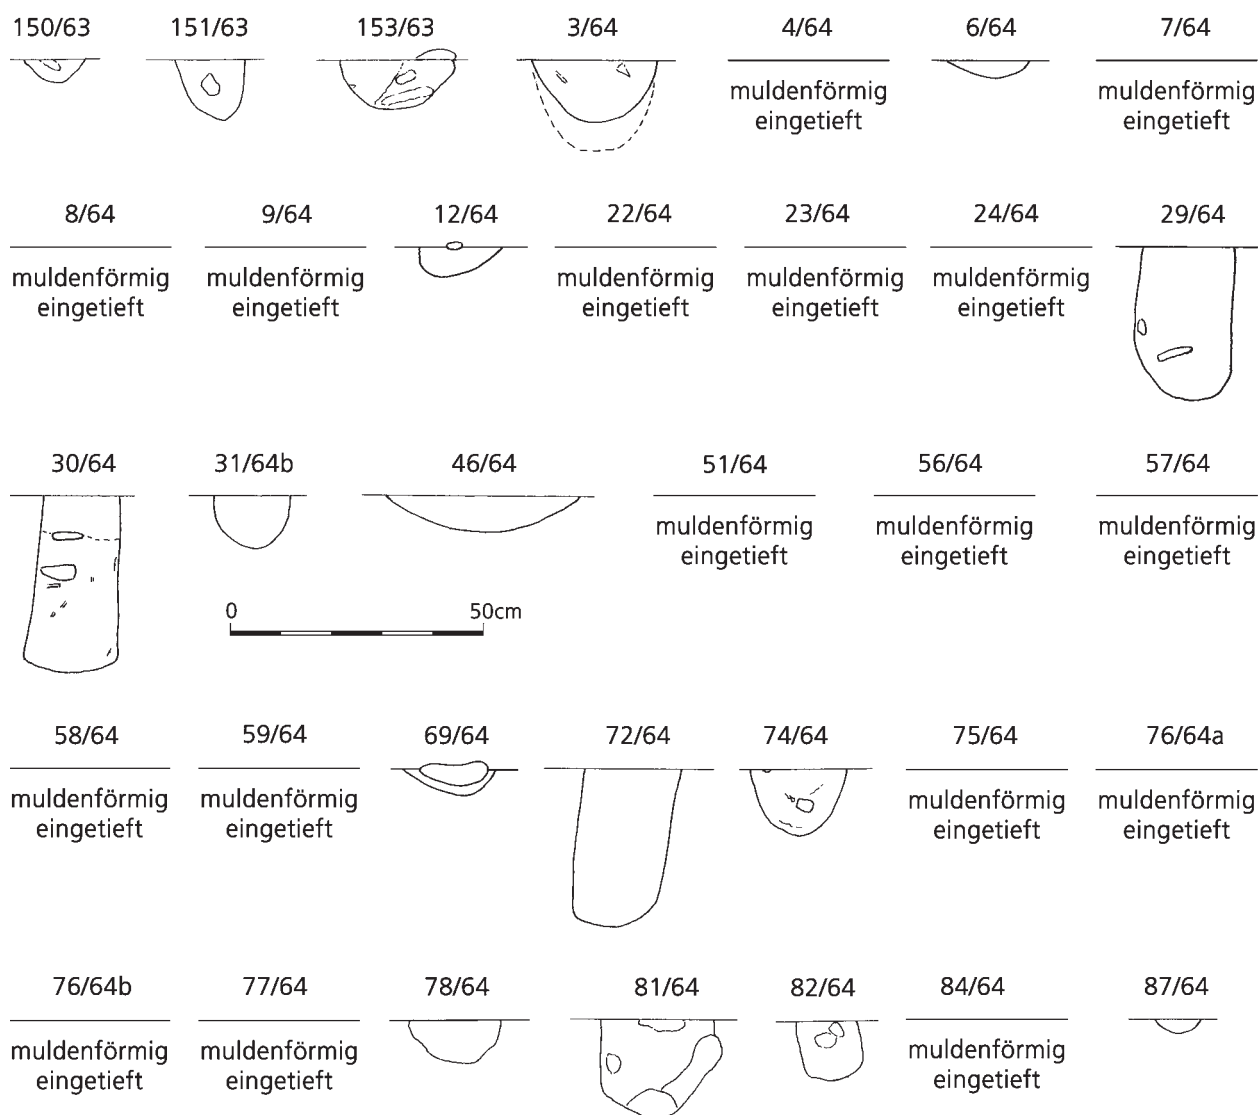 150/63 151/63 153/63 3/64 4/64 6/64 7/64
muldenförmig muldenförmig
eingetieft eingetieft
8/64 9/64 12/64 22/64 23/64 24/64 29/64
muldenförmig muldenförmig muldenförmig muldenförmig muldenförmig
eingetieft eingetieft eingetieft eingetieft eingetieft
30/64 31/64b 46/64 51/64 56/64 57/64
muldenförmig muldenförmig muldenförmig
eingetieft eingetieft eingetieft
0 50cm
58/64 59/64 69/64 72/64 74/64 75/64 76/64a
muldenförmig muldenförmig muldenförmig muldenförmig
eingetieft eingetieft eingetieft eingetieft
76/64b 77/64 78/64 81/64 82/64 84/64 87/64
muldenförmig muldenförmig muldenförmig
eingetieft eingetieft eingetieft